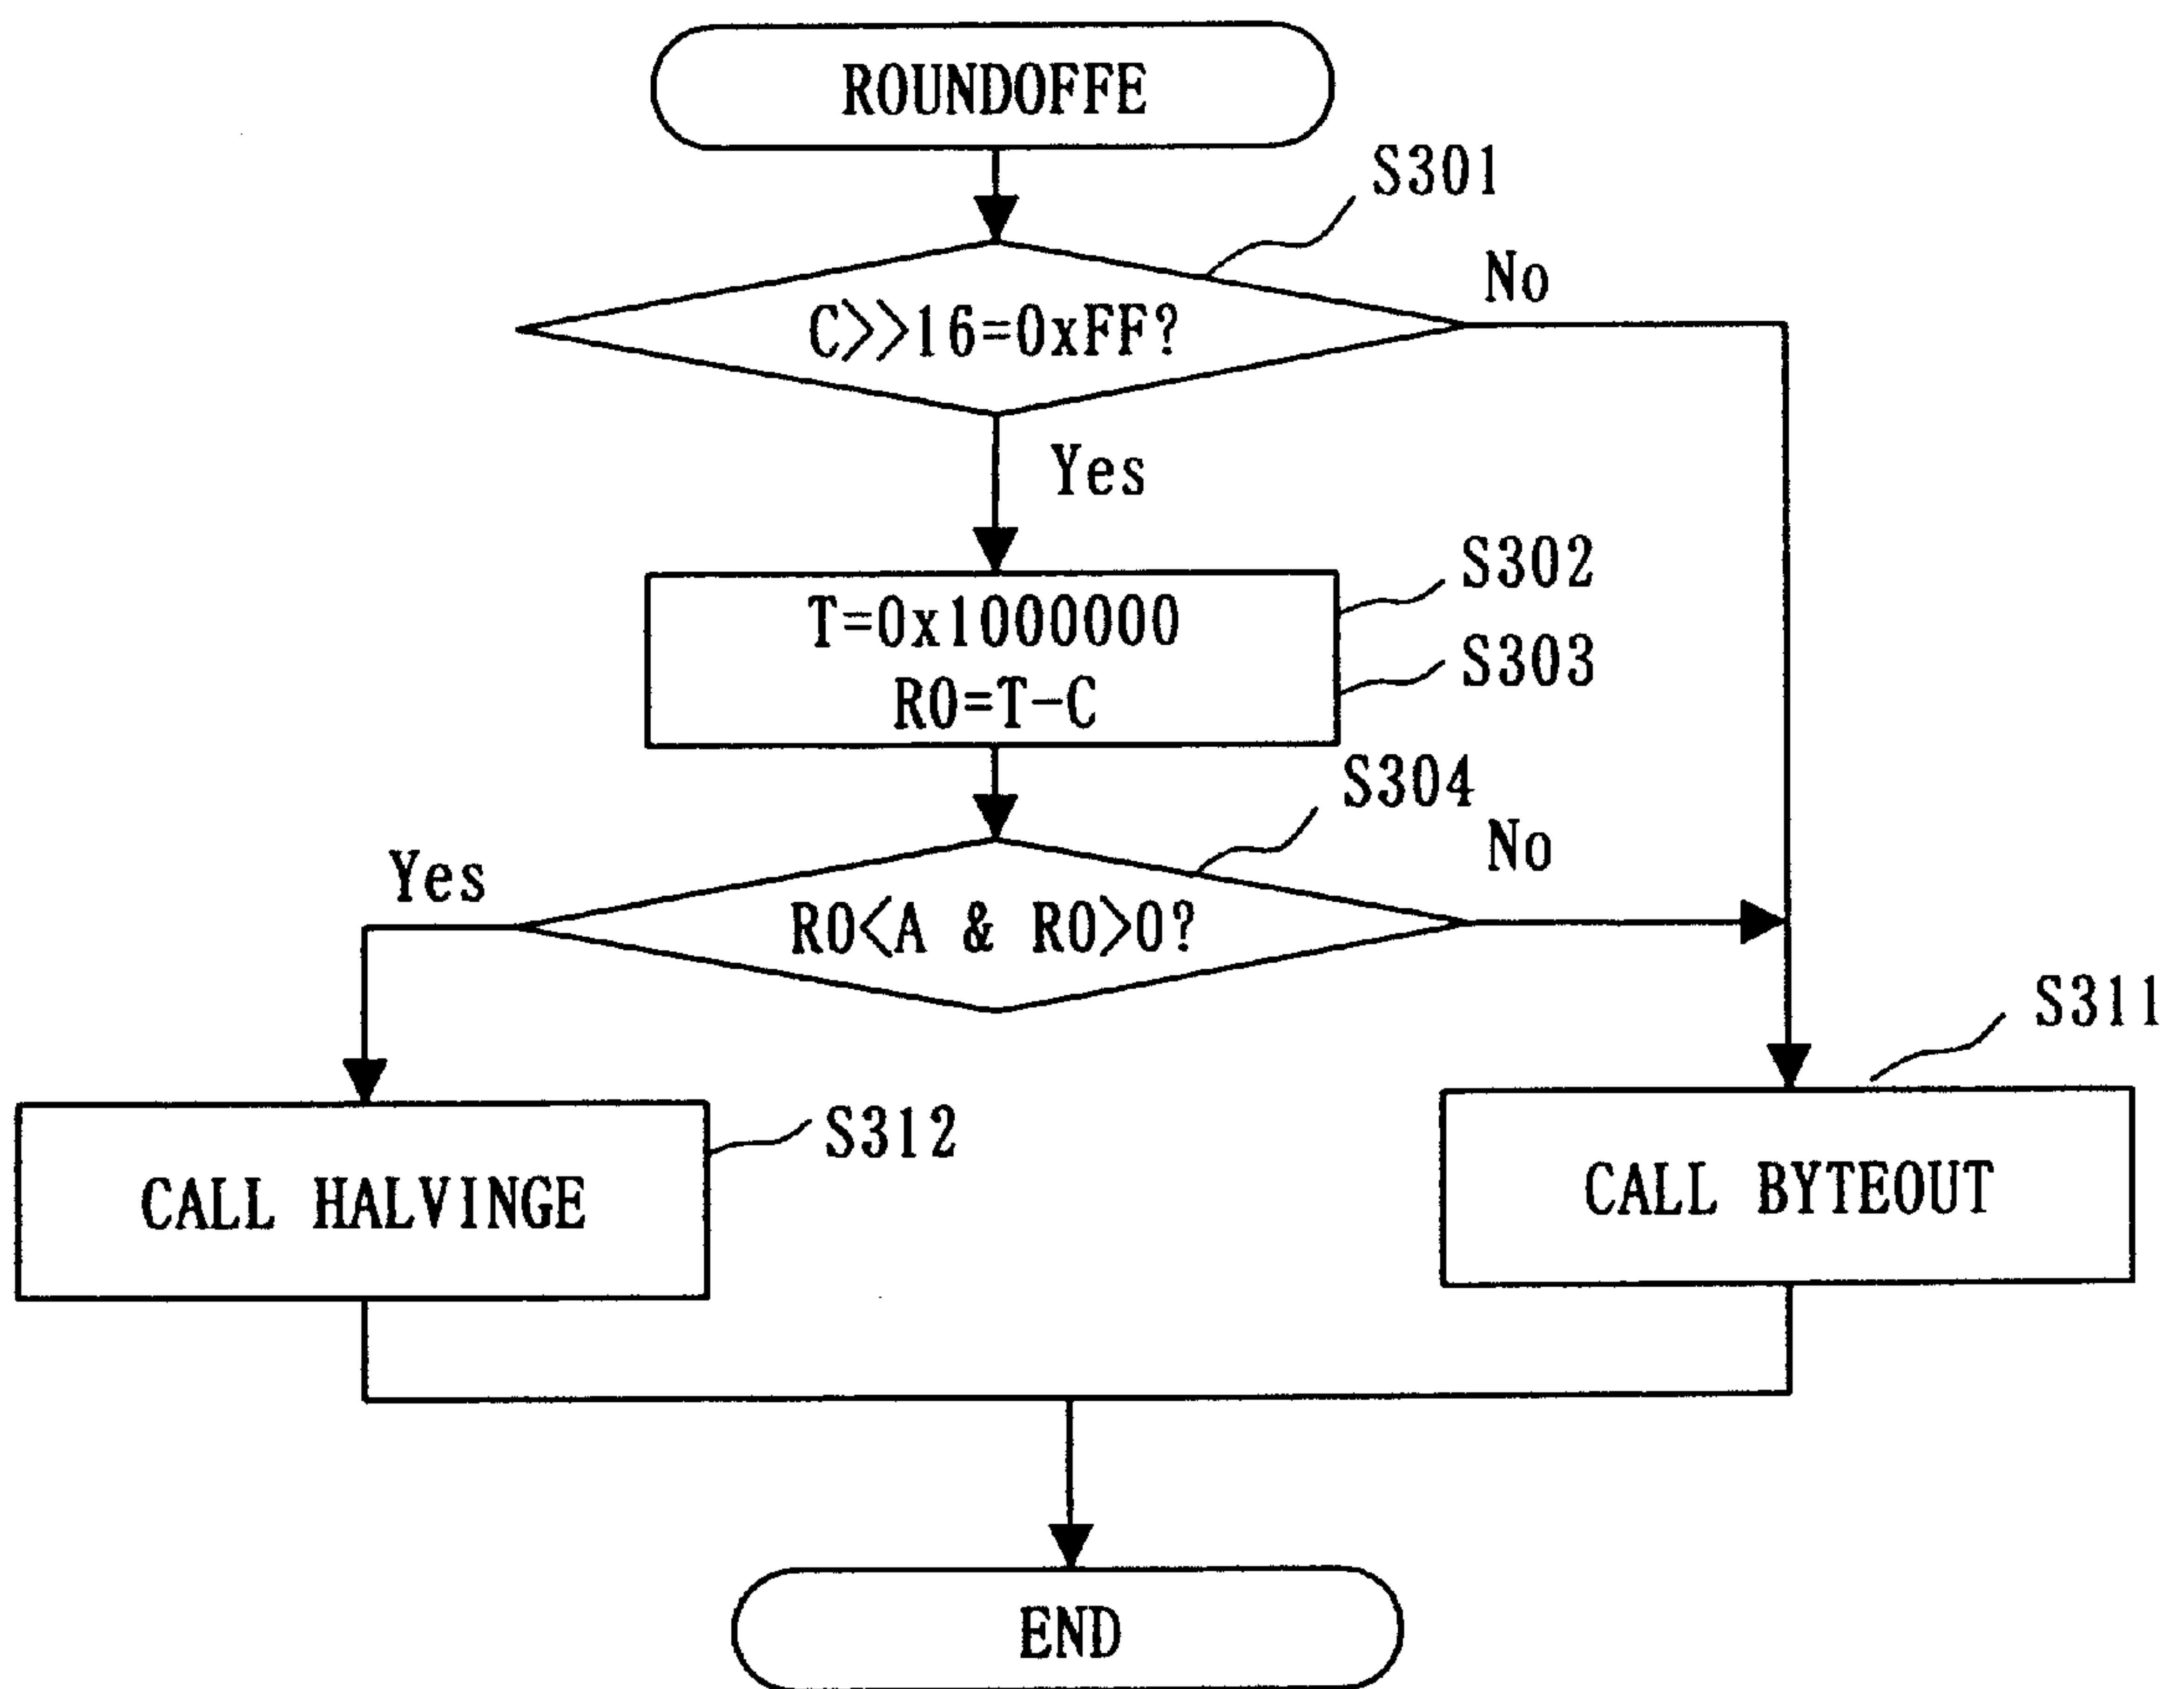 ROUNDOFFE
S301
No
C>>16=0xFF?
Yes
S302
T=0x1000000
S303
R0=T-C
S304
No
Yes
R0<A & R0>0?
S311
S312
CALL HALVINGE
CALL BYTEOUT
END